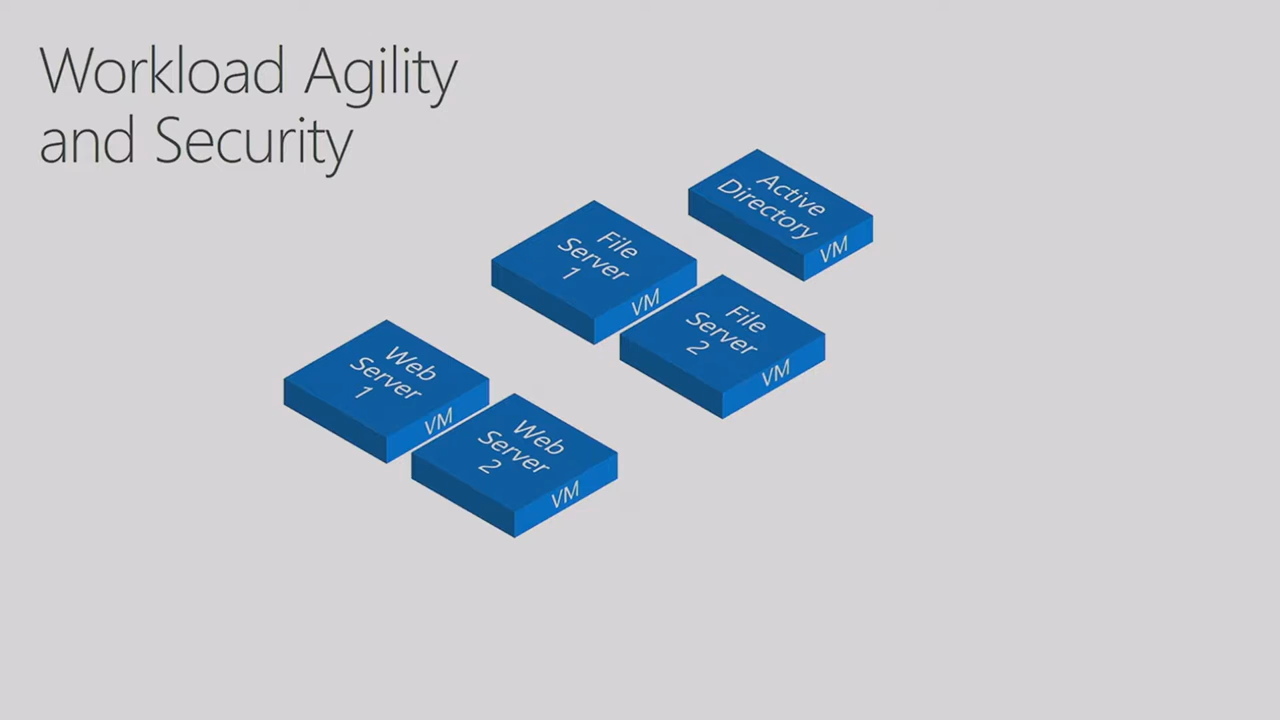 Workload Agility
and Security
Active
Directory
VM
File
Server
1
VM
File
Server
2
VM
Web
Server
1
VM
Web
Server
2
VM